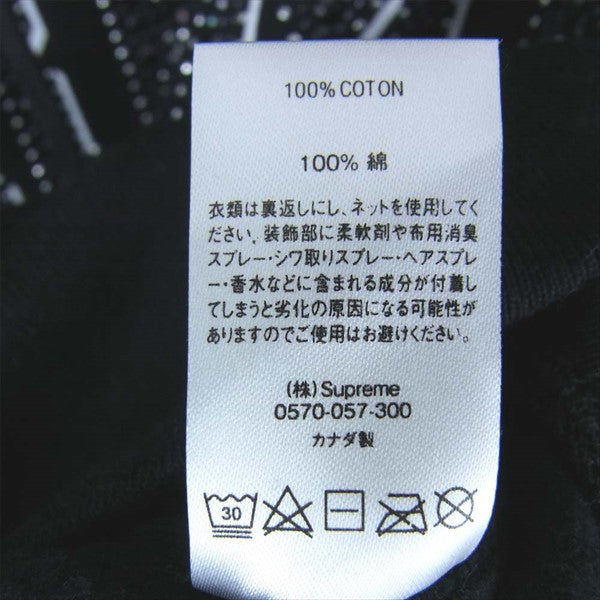 100% COTON
100% 綿
衣類は裏返しにし、ネットを使用してく
ださい。装飾部に柔軟剤や布用消臭
スプレー・シワ取りスプレー・ヘアスプレ
ー・香水などに含まれる成分が付着し
てしまうと劣化の原因になる可能性が
ありますのでご使用はお避けください。
(株) Supreme
0570-057-300
カナダ製
30